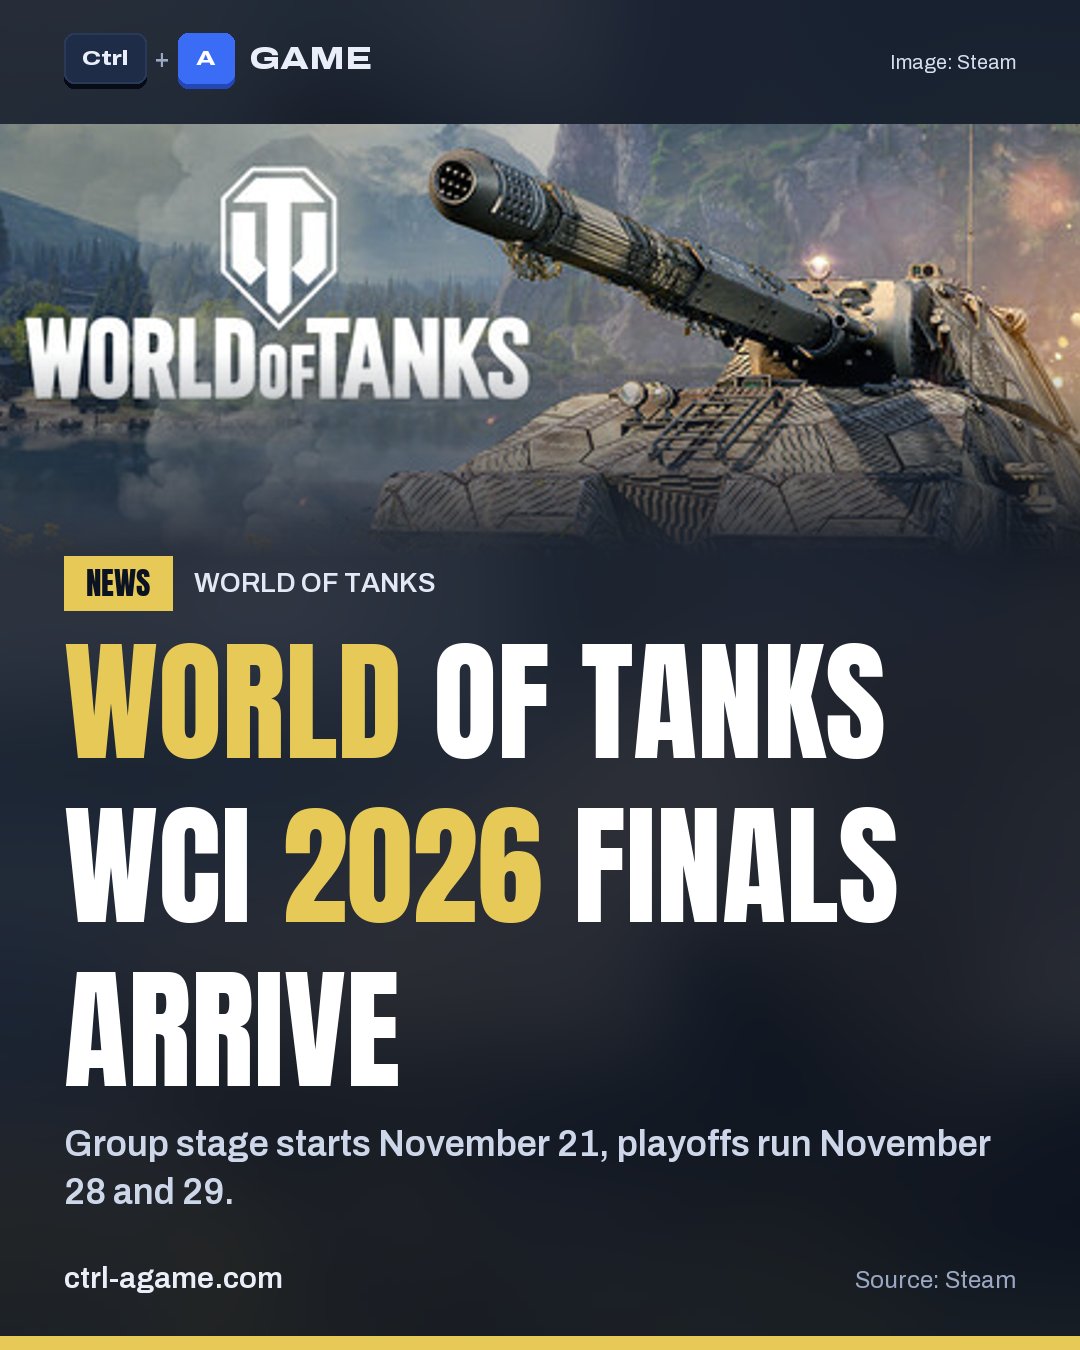 Ctrl + A GAME
Image: Steam
WORLD OF TANKS
NEWS WORLD OF TANKS
WORLD OF TANKS
WCI 2026 FINALS
ARRIVE
Group stage starts November 21, playoffs run November
28 and 29.
ctrl-agame.com
Source: Steam